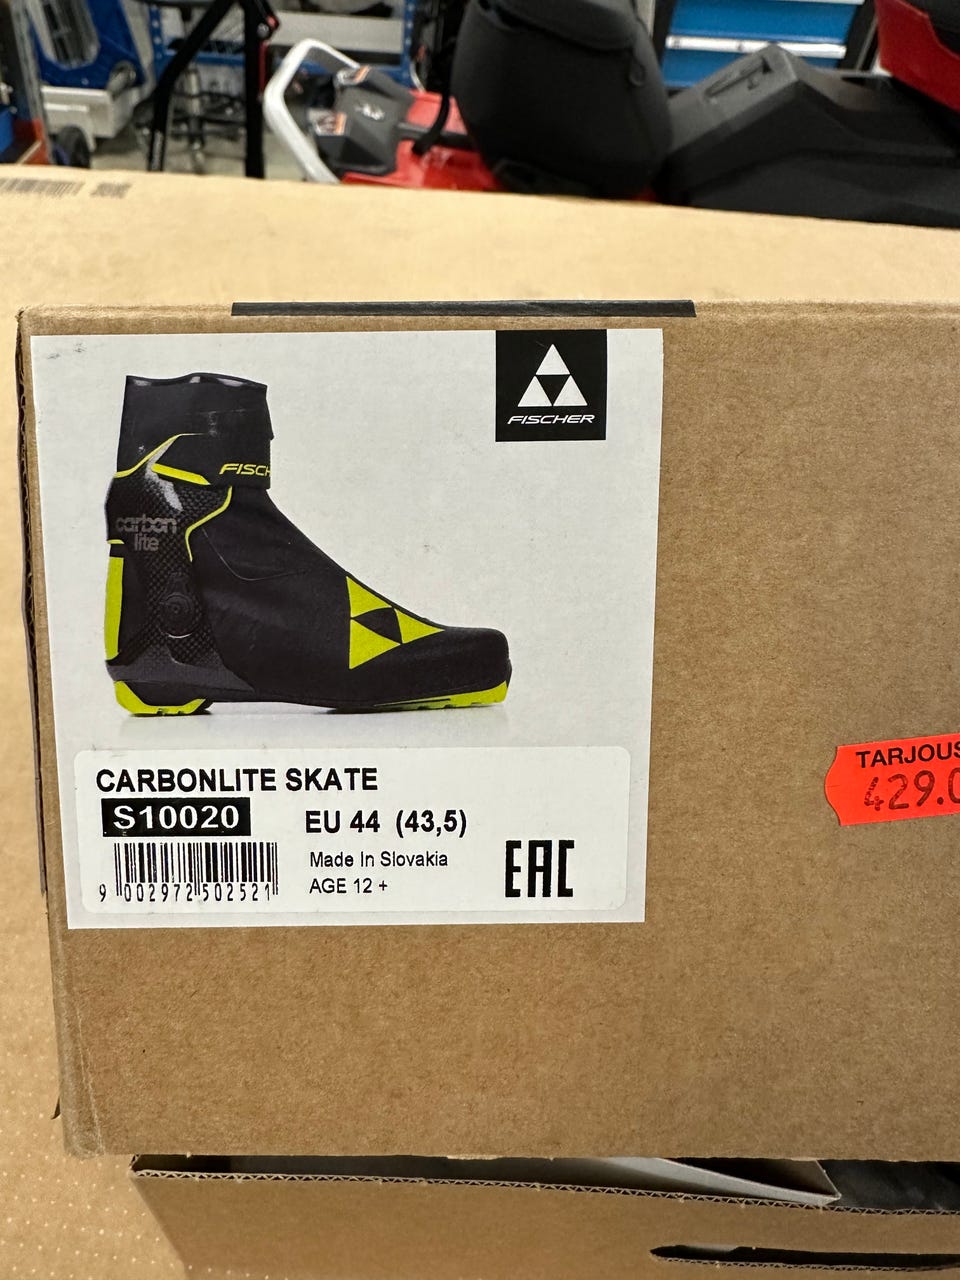 FISCHER
FISCH
carbon
lite
CARBONLITE SKATE
S10020
EU 44 (43,5)
Made In Slovakia
AGE 12 +
9 002972 502521
EAC
TARJOUS
429.0